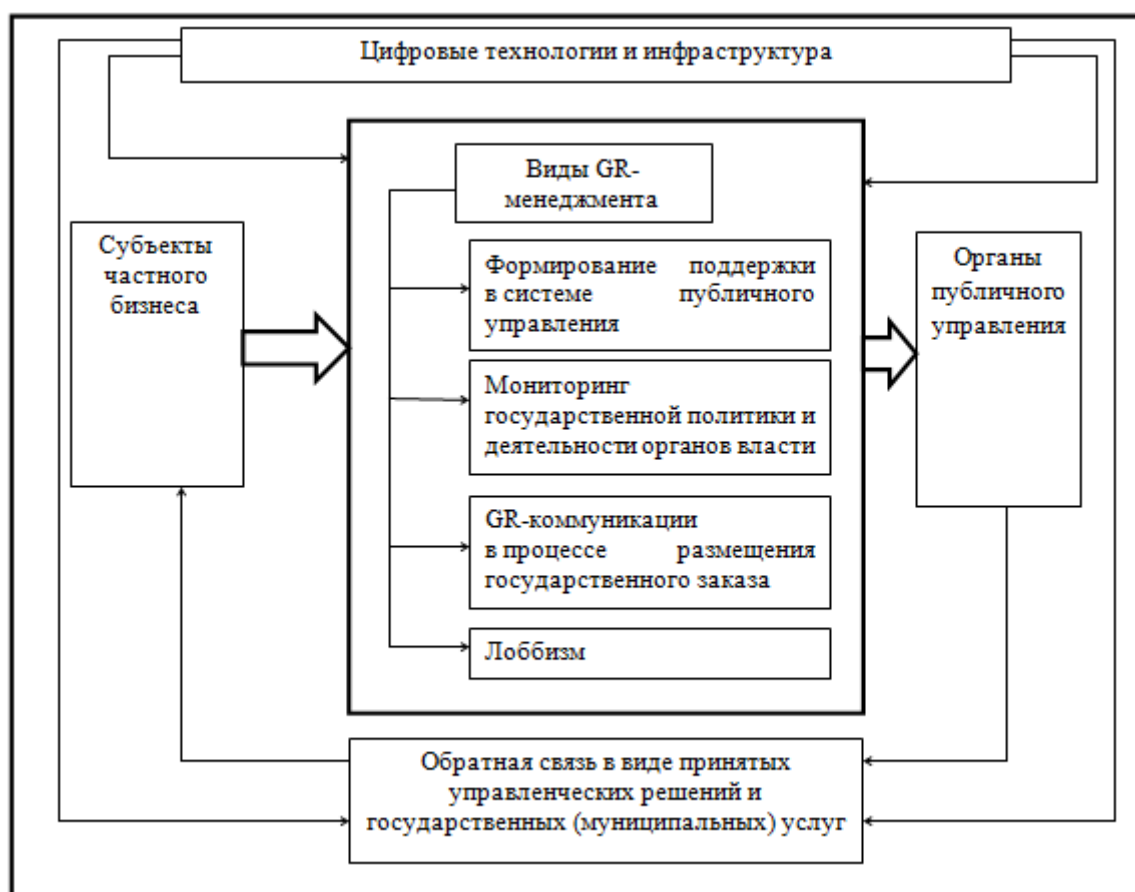 Цифровые технологии и инфраструктура
Виды GR-
менеджмента
Субъекты
частного
бизнеса
Формирование поддержки
в системе публичного
управления
Мониторинг
государственной политики и
деятельности органов власти
GR-коммуникации
в процессе размещения
государственного заказа
Лоббизм
Органы
публичного
управления
Обратная связь в виде принятых
управленческих решений и
государственных (муниципальных) услуг